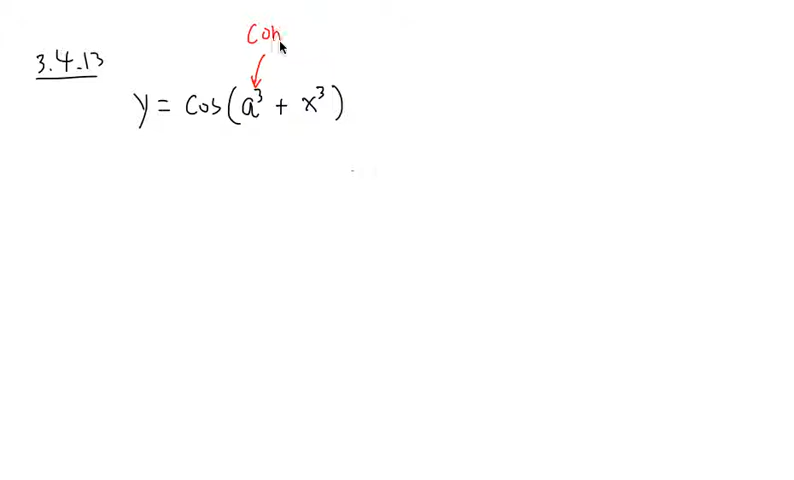 Con
3.4.13
y = cos(a³ + x³)